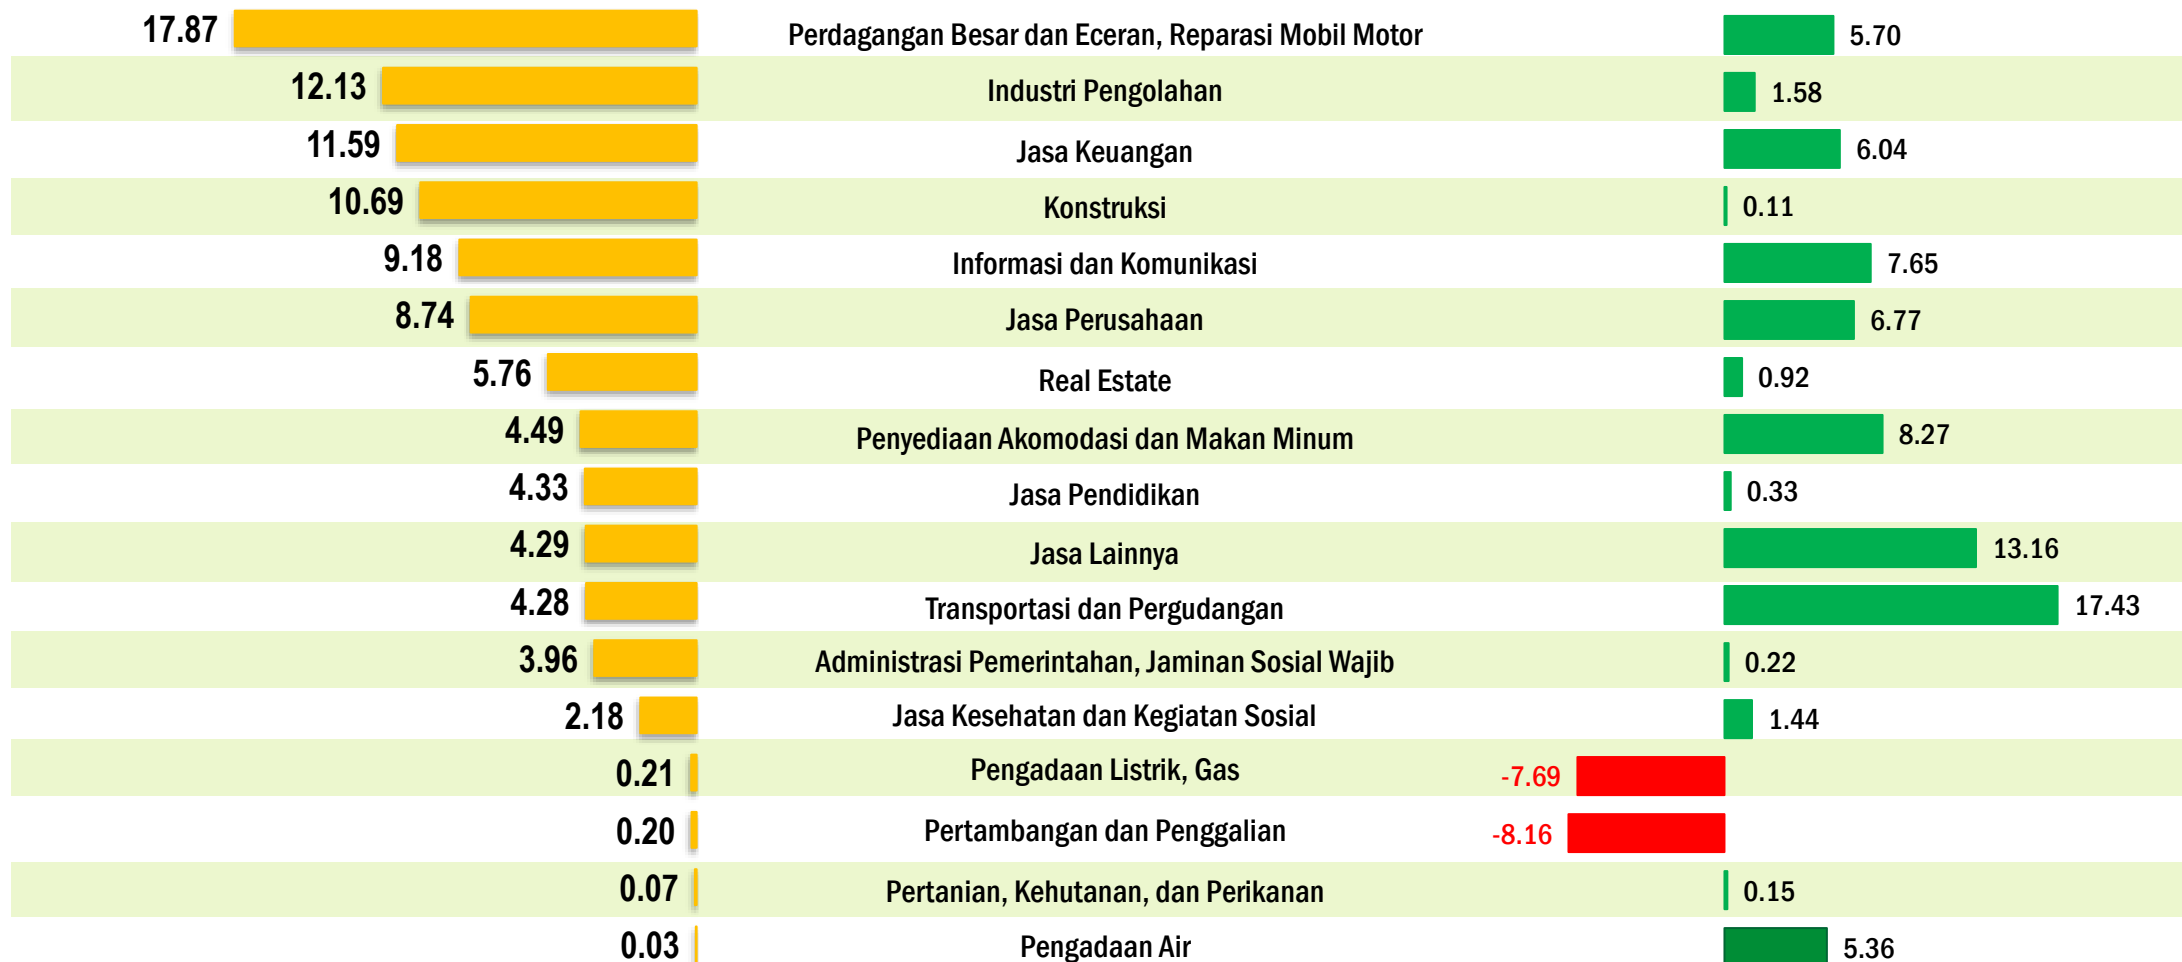 17.87 Perdagangan Besar dan Eceran, Reparasi Mobil Motor 5.70
12.13 Industri Pengolahan 1.58
11.59 Jasa Keuangan 6.04
10.69 Konstruksi 0.11
9.18 Informasi dan Komunikasi 7.65
8.74 Jasa Perusahaan 6.77
5.76 Real Estate 0.92
4.49 Penyediaan Akomodasi dan Makan Minum 8.27
4.33 Jasa Pendidikan 0.33
4.29 Jasa Lainnya 13.16
4.28 Transportasi dan Pergudangan 17.43
3.96 Administrasi Pemerintahan, Jaminan Sosial Wajib 0.22
2.18 Jasa Kesehatan dan Kegiatan Sosial 1.44
0.21 Pengadaan Listrik, Gas -7.69
0.20 Pertambangan dan Penggalian -8.16
0.07 Pertanian, Kehutanan, dan Perikanan 0.15
0.03 Pengadaan Air 5.36